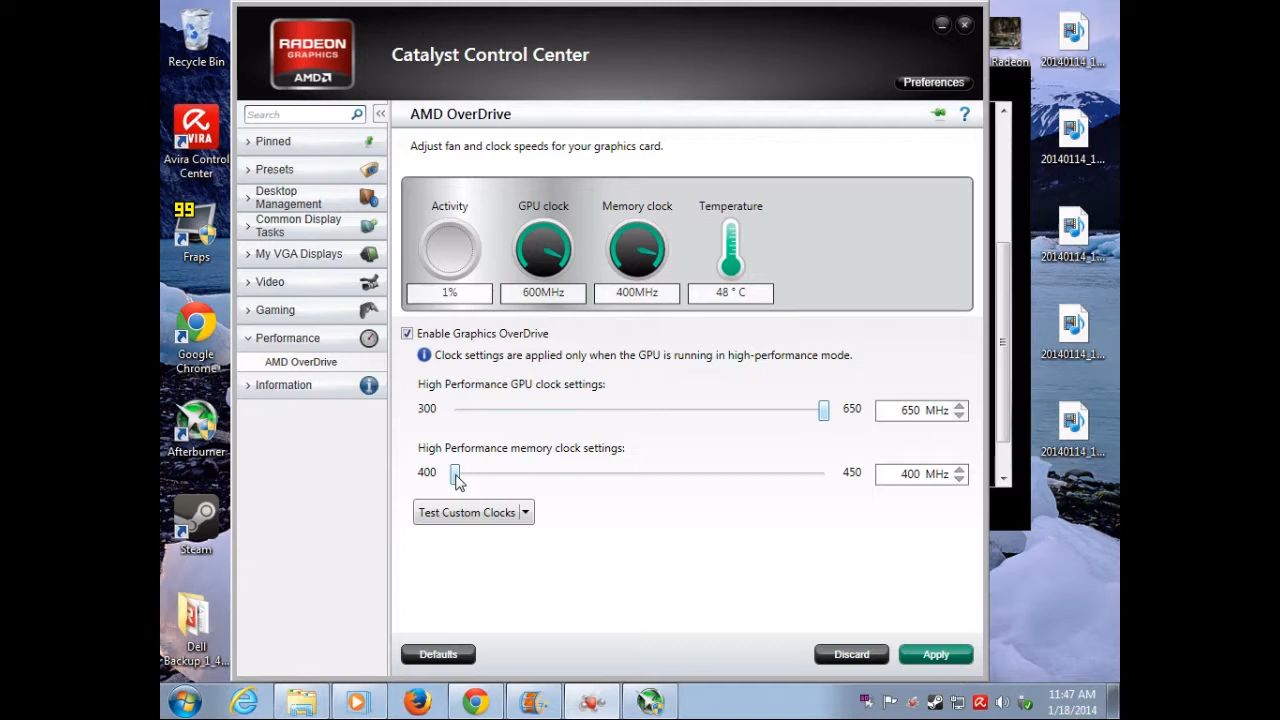 Recycle Bin
AVIRA
Avira Control
Center
99
Fraps
Google
Chrome
Afterburner
Steam
Dell
Backup_1_4...
RADEON
GRAPHICS
AMD
Catalyst Control Center
Preferences
Search
<<
Pinned
Presets
Desktop
Management
Common Display
Tasks
My VGA Displays
Video
Gaming
Performance
AMD OverDrive
Information
AMD OverDrive
?
Adjust fan and clock speeds for your graphics card.
Activity GPU clock Memory clock Temperature
1% 600MHz 400MHz 48 ° C
Enable Graphics OverDrive
Clock settings are applied only when the GPU is running in high-performance mode.
High Performance GPU clock settings:
300 650 650 MHz
High Performance memory clock settings:
400 450 400 MHz
Test Custom Clocks
Defaults Discard Apply
Radeon
20140114_1...
20140114_1...
20140114_1...
20140114_1...
20140114_1...
11:47 AM
1/18/2014